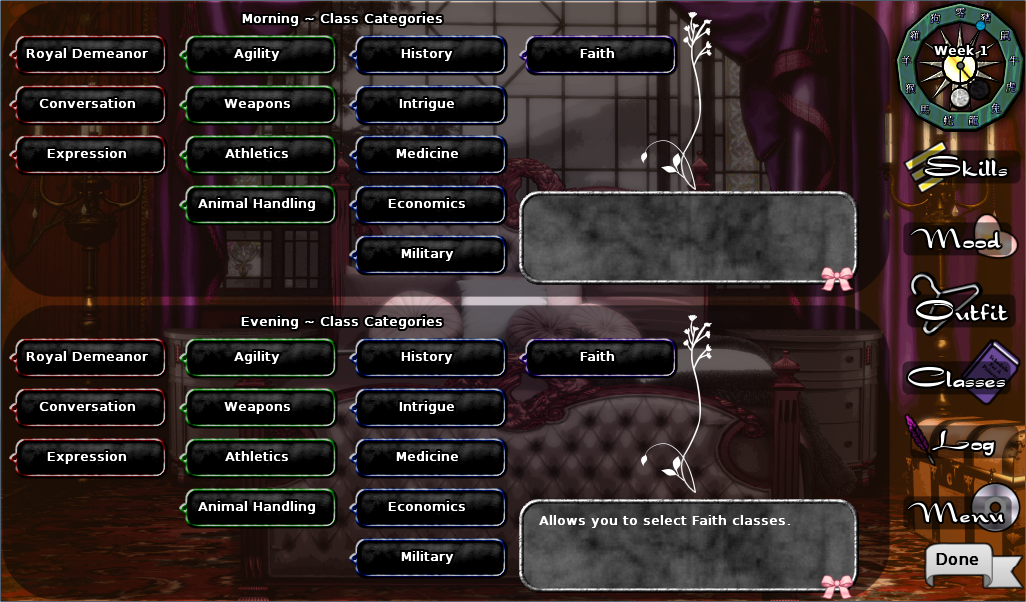 Morning ~ Class Categories
Royal Demeanor
Agility
History
Faith
Conversation
Weapons
Intrigue
Expression
Athletics
Medicine
Animal Handling
Economics
Military
Evening ~ Class Categories
Royal Demeanor
Agility
History
Faith
Conversation
Weapons
Intrigue
Expression
Athletics
Medicine
Animal Handling
Economics
Military
Allows you to select Faith classes.
Week 1
Skills
Mood
Outfit
Classes
Log
Menu
Done